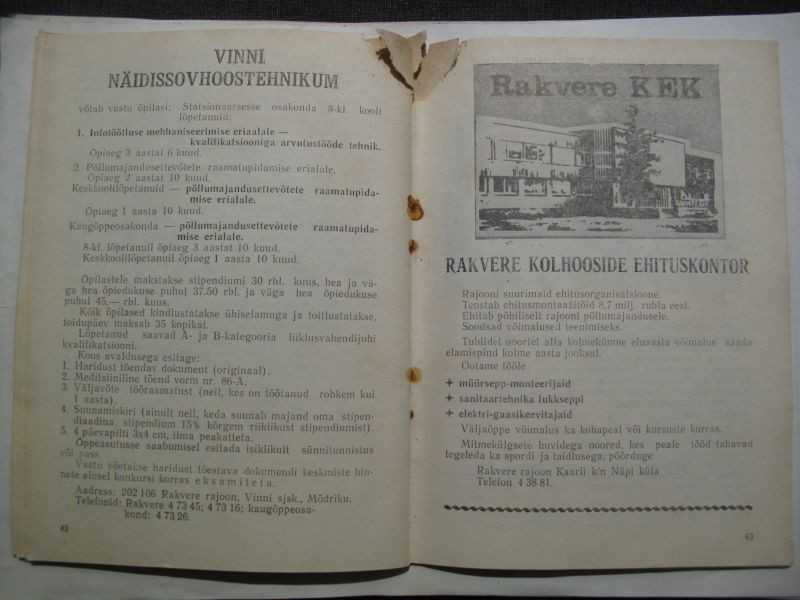 VINNI
NÄIDISSOVHOOSTEHNIKUM
võtab vastu õpilasi: Statsionaarsesse osakonda 8-kl. kooli
lõpetanuid:
1. Infotöötluse mehhaniseerimise eriaalale —
kvalifikatsiooniga arvutustööde tehnik.
Õpiaeg 3 aastat 6 kuud.
2. Põllumajandusettevõtete raamatupidamise erialale.
Õpiaeg 2 aastat 10 kuud.
Keskkoolilõpetanuid — põllumajandusettevõtete raamatupida-
mise erialale.
Õpiaeg 1 aasta 10 kuud.
Kaugõppeosakonda — põllumajandusettevõtete raamatupida-
mise erialale.
8-kl. lõpetanuil õpiaeg 3 aastat 10 kuud.
Keskkoolilõpetanuil õpiaeg 1 aasta 10 kuud.
Õpilastele makstakse stipendiumi 30 rbl. kuus, hea ja vä-
ga hea õpiedukuse puhul 37.50 rbl. ja väga hea õpiedukuse
puhul 45.— rbl. kuus.
Kõik õpilased kindlustatakse ühiselamuga ja toitlustatakse,
toidupäev maksab 35 kopikat.
Lõpetanud saavad A- ja B-kategooria liiklusvahendijuhi
kvalifikatsiooni.
Koos avaldusega esitage:
1. Haridust tõendav dokument (originaal).
2. Meditsiiniline tõend vorm nr. 86-A.
3. Väljavõte tööraamatust (neil, kes on töötanud rohkem kui
1 aasta).
4. Suunamiskiri (ainult neil, keda suunab majand oma stipen-
diaadina, stipendium 15% kõrgem riiklikust stipendiumist).
5. 4 päevapilti 3x4 cm, ilma peakatteta.
Õppeasutusse saabumisel esitada isiklikult sünnitunnistus
või pass.
Vastu võetakse haridust tõestava dokumendi keskmiste hin-
nete alusel konkursi korras eksamiteta.
Aadress: 202 106 Rakvere rajoon, Vinni sjsk., Mõdriku.
Telefonid: Rakvere 4 73 45; 4 73 16; kaugõppeosa-
kond: 4 73 26.
42
Rakvere KEK
RAKVERE KOLHOOSIDE EHITUSKONTOR
Rajooni suurimaid ehitusorganisatsioone.
Teostab ehitusmontaažitöid 8,7 milj. rubla eest.
Ehitab põhiliselt rajooni põllumajandusele.
Soodsad võimalused teenimiseks.
Tublidel noortel alla kolmekümne eluaasta võimalus saada
elamispind kolme aasta jooksul.
Ootame tööle
müürsepp-monteerijaid
sanitaartehnika lukkseppi
elektri-gaasikeevitajaid
Väljaõppe võimalus ka kohapeal või kursuste korras.
Mitmekülgsete huvidega noored, kes peale töö tahavad
tegeleda ka spordi ja taidlusega, pöörduge
Rakvere rajoon Kaarli k/n Näpi küla
Telefon 4 38 81.
43